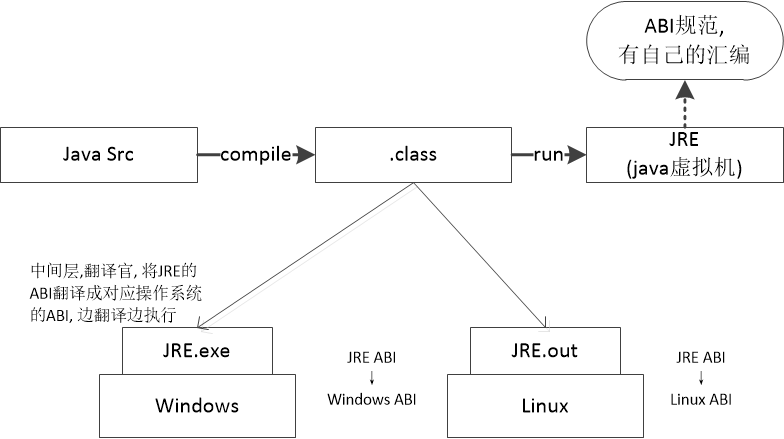 ABI规范,
有自己的汇编
Java Src
compile
.class
run
JRE
(java虚拟机)
中间层,翻译官, 将JRE的
ABI翻译成对应操作系统
的ABI, 边翻译边执行
JRE.exe
Windows
JRE ABI
Windows ABI
JRE.out
Linux
JRE ABI
Linux ABI